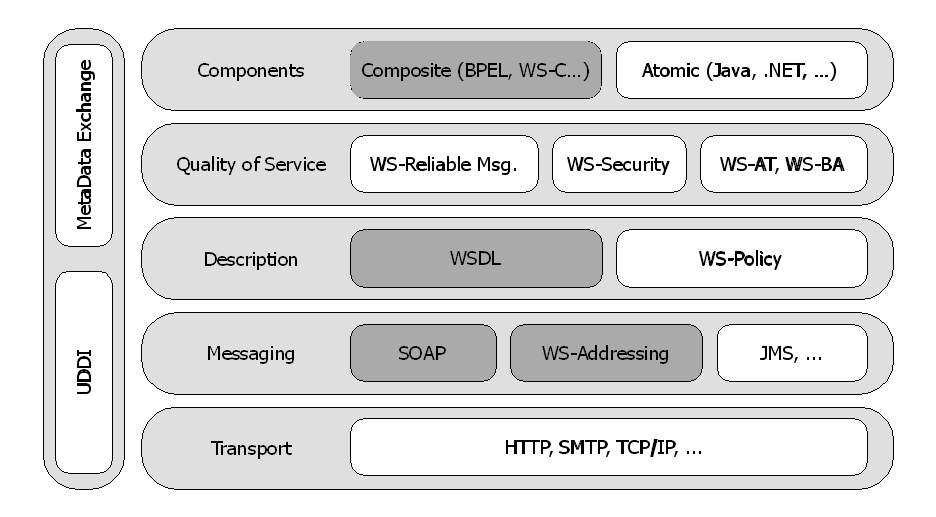 MetaData Exchange
UDDI
Components
Composite (BPEL, WS-C...)
Atomic (Java, .NET, ...)
Quality of Service
WS-Reliable Msg.
WS-Security
WS-AT, WS-BA
Description
WSDL
WS-Policy
Messaging
SOAP
WS-Addressing
JMS, ...
Transport
HTTP, SMTP, TCP/IP, ...